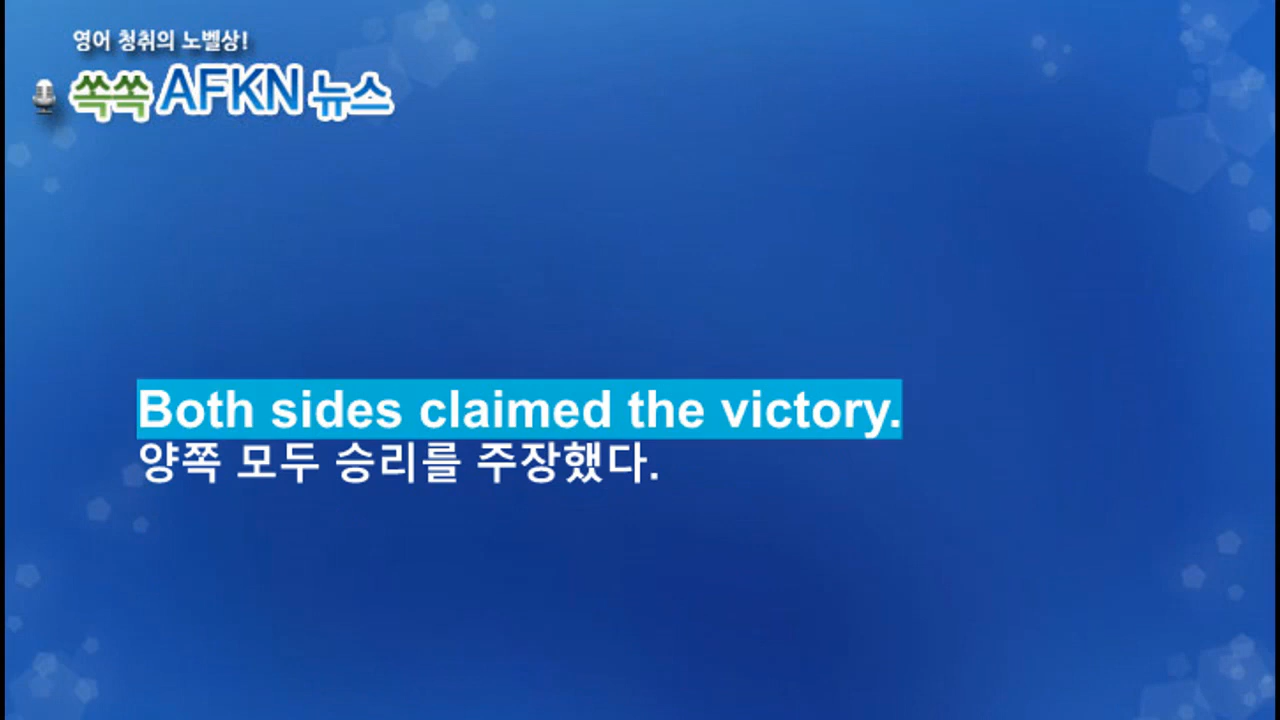 영어 청취의 노벨상!
쏙쏙 AFKN 뉴스
Both sides claimed the victory.
양쪽 모두 승리를 주장했다.